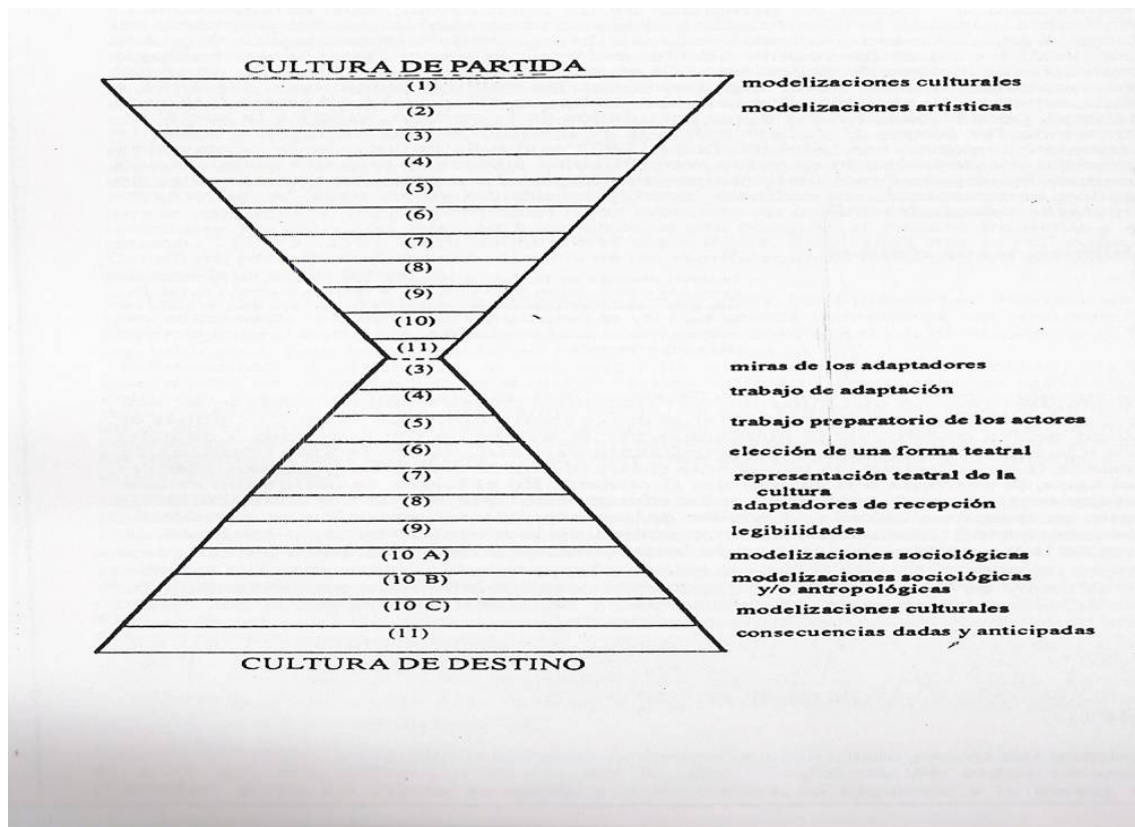 CULTURA DE PARTIDA
(1) modelizaciones culturales
(2) modelizaciones artísticas
(3)
(4)
(5)
(6)
(7)
(8)
(9)
(10)
(11)
(3) miras de los adaptadores
(4) trabajo de adaptación
(5) trabajo preparatorio de los actores
(6) elección de una forma teatral
(7) representación teatral de la
cultura
(8) adaptadores de recepción
(9) legibilidades
(10 A) modelizaciones sociológicas
(10 B) modelizaciones sociológicas
y/o antropológicas
(10 C) modelizaciones culturales
(11) consecuencias dadas y anticipadas
CULTURA DE DESTINO